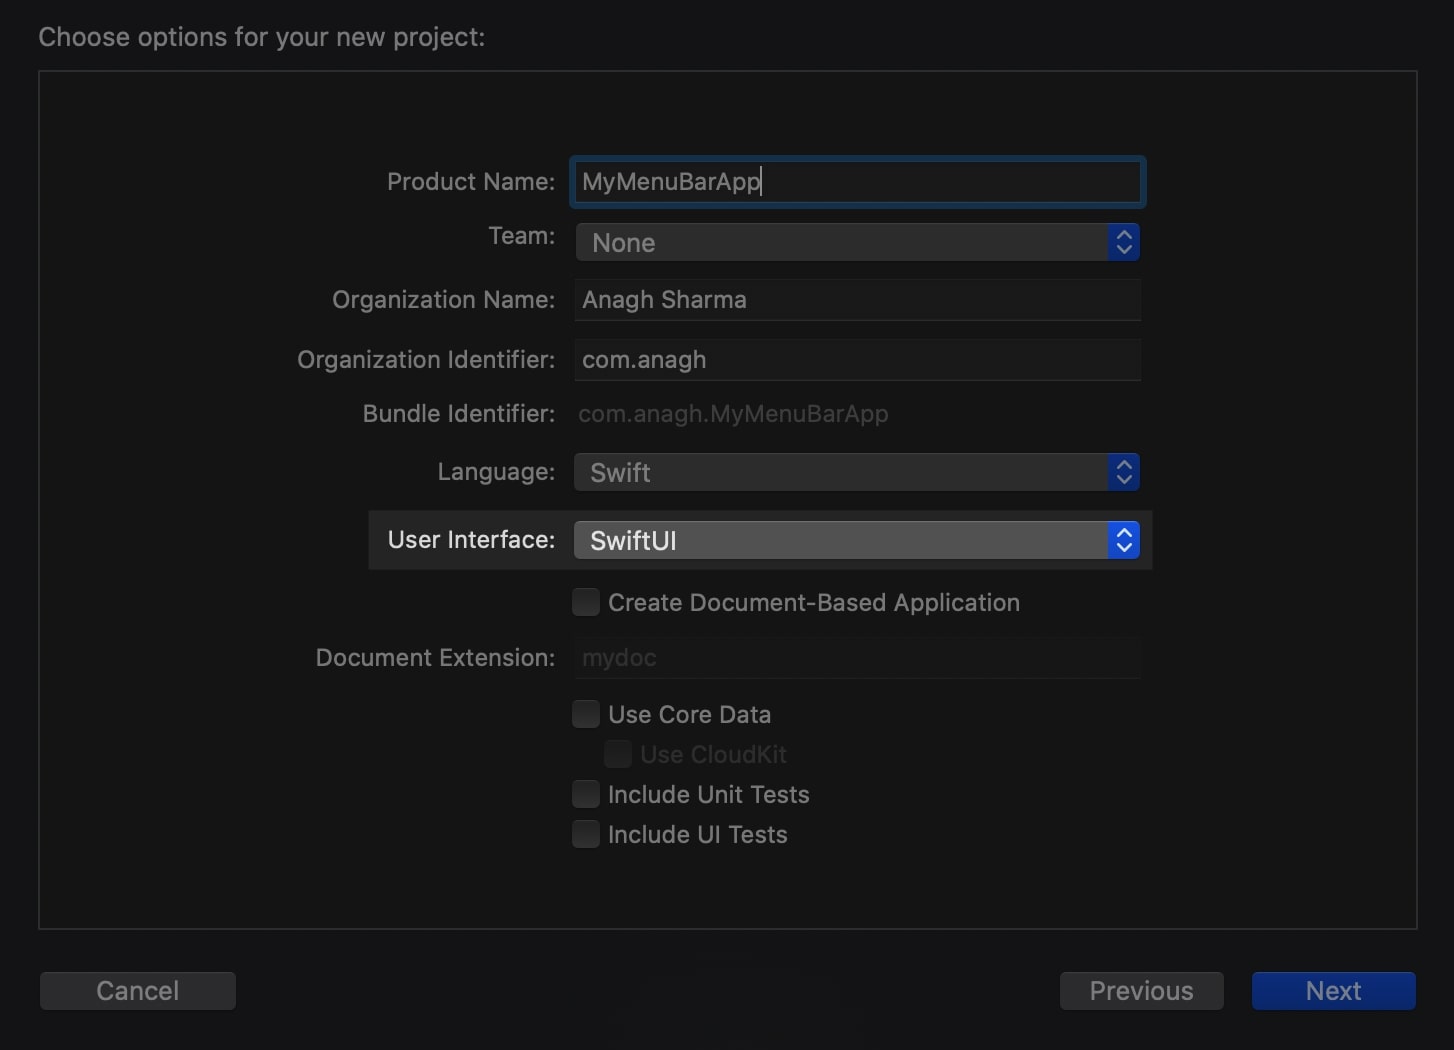 Choose options for your new project:
Product Name: MyMenuBarApp
Team: None
Organization Name: Anagh Sharma
Organization Identifier: com.anagh
Bundle Identifier: com.anagh.MyMenuBarApp
Language: Swift
User Interface: SwiftUI
Create Document-Based Application
Document Extension: mydoc
Use Core Data
Use CloudKit
Include Unit Tests
Include UI Tests
Cancel Previous Next